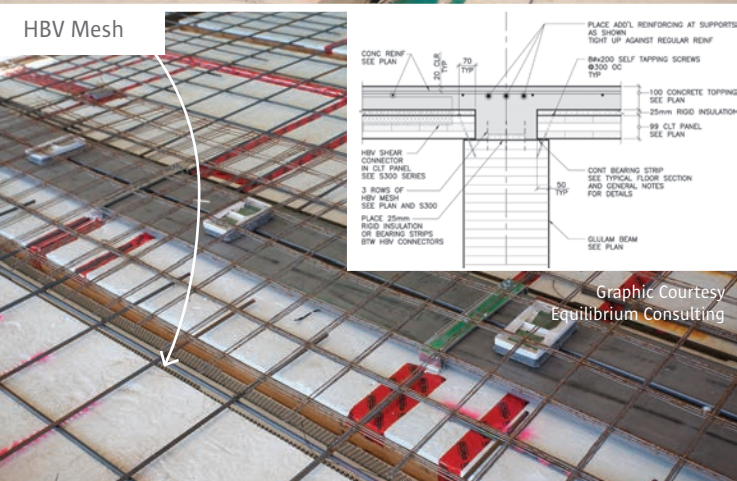 HBV Mesh
PLACE ADD'L REINFORCING AT SUPPORTS
AS SHOWN
TIGHT UP AGAINST REGULAR REINF
CONC REINF
SEE PLAN
20 CLR
TYP
70
TYP
8øx200 SELF TAPPING SCREWS
@300 OC
TYP
100 CONCRETE TOPPING
SEE PLAN
25mm RIGID INSULATION
99 CLT PANEL
SEE PLAN
HBV SHEAR
CONNECTOR
IN CLT PANEL
SEE S300 SERIES
3 ROWS OF
HBV MESH
SEE PLAN AND S300
PLACE 25mm
RIGID INSULATION
OR BEARING STRIPS
BTW HBV CONNECTORS
CONT BEARING STRIP
SEE TYPICAL FLOOR SECTION
AND GENERAL NOTES
FOR DETAILS
50
TYP
GLULAM BEAM
SEE PLAN
Graphic Courtesy
Equilibrium Consulting